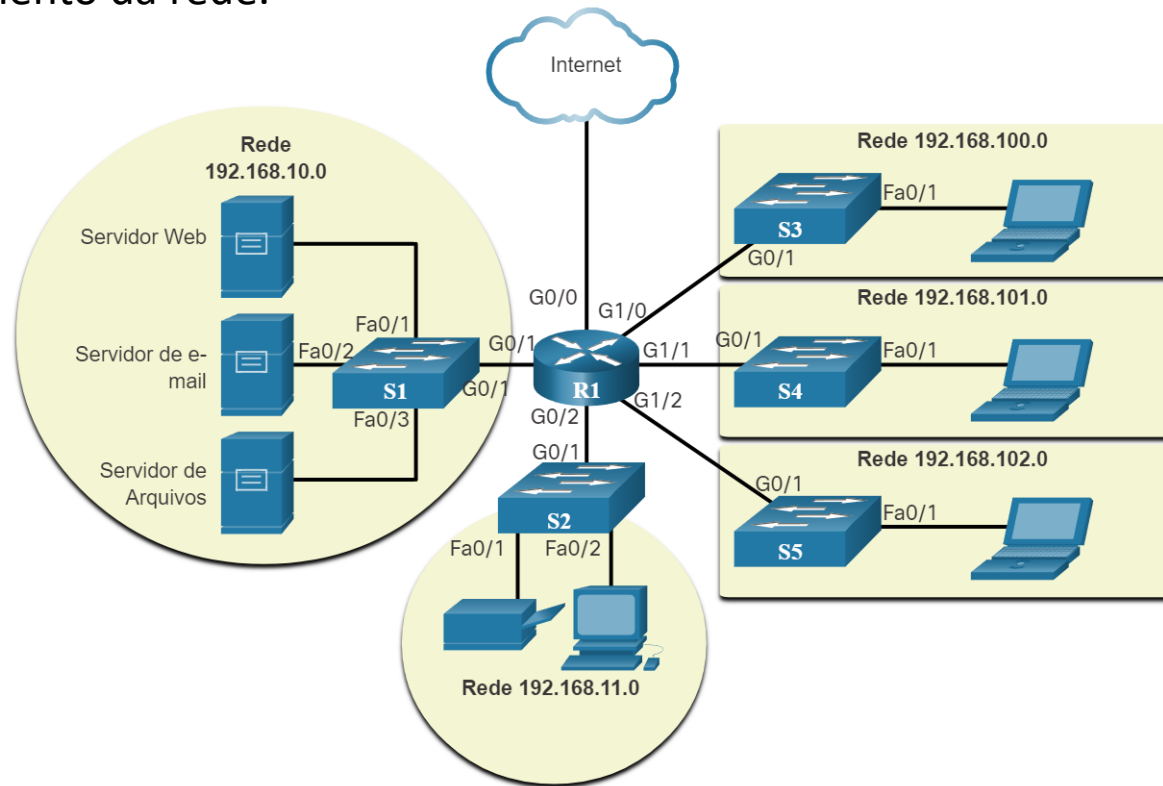 da rede.
Internet
Rede
192.168.10.0
Servidor Web
Servidor de e-
mail
Servidor de
Arquivos
Fa0/1
Fa0/2
Fa0/3
S1
G0/1
G0/1
G0/0
G1/0
G1/1
G1/2
R1
G0/2
G0/1
S2
Fa0/1
Fa0/2
Rede 192.168.11.0
Rede 192.168.100.0
Fa0/1
S3
G0/1
Rede 192.168.101.0
G0/1
Fa0/1
S4
Rede 192.168.102.0
G0/1
Fa0/1
S5